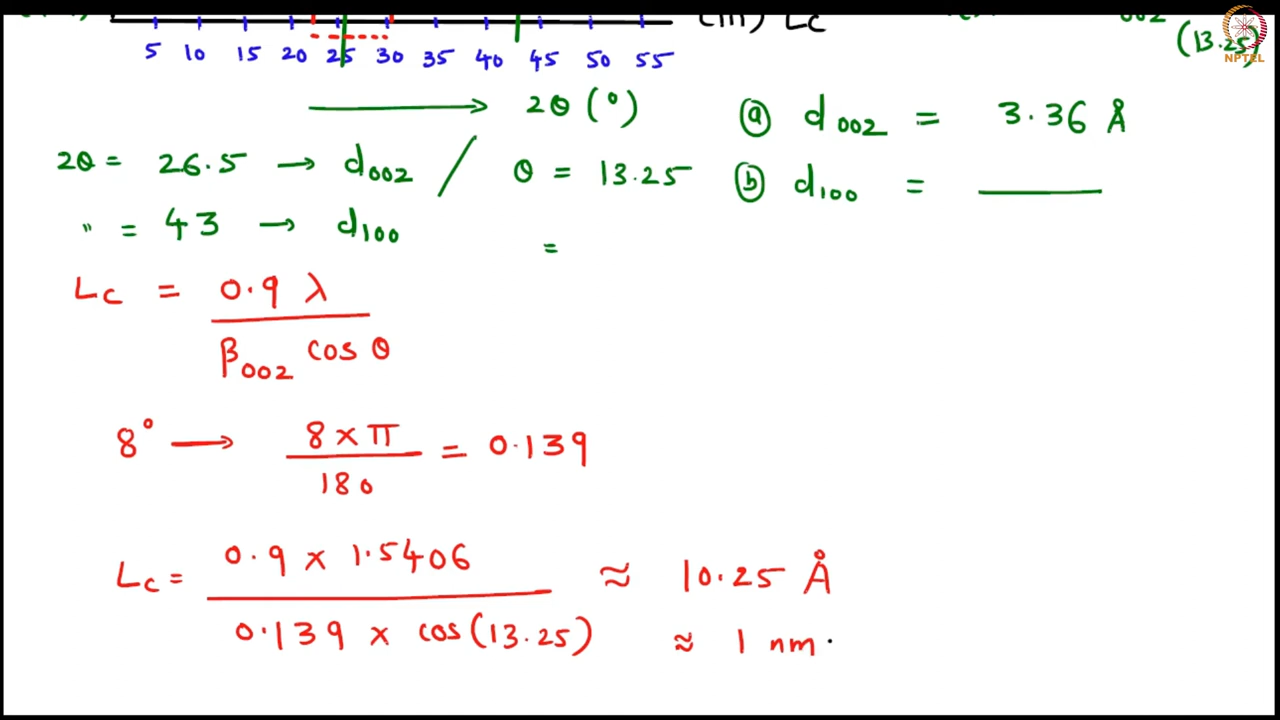 (III) Lc
002
(13.25)
NPTEL
5 10 15 20 25 30 35 40 45 50 55
2θ (°)
ⓐ d002 = 3.36 Å
2θ = 26.5 → d002 / θ = 13.25
ⓑ d100 = ____
" = 43 → d100 =
Lc = 0.9 λ
β002 cos θ
8° → 8 × π = 0.139
180
Lc = 0.9 × 1.5406 ≈ 10.25 Å
0.139 × cos(13.25) ≈ 1 nm.